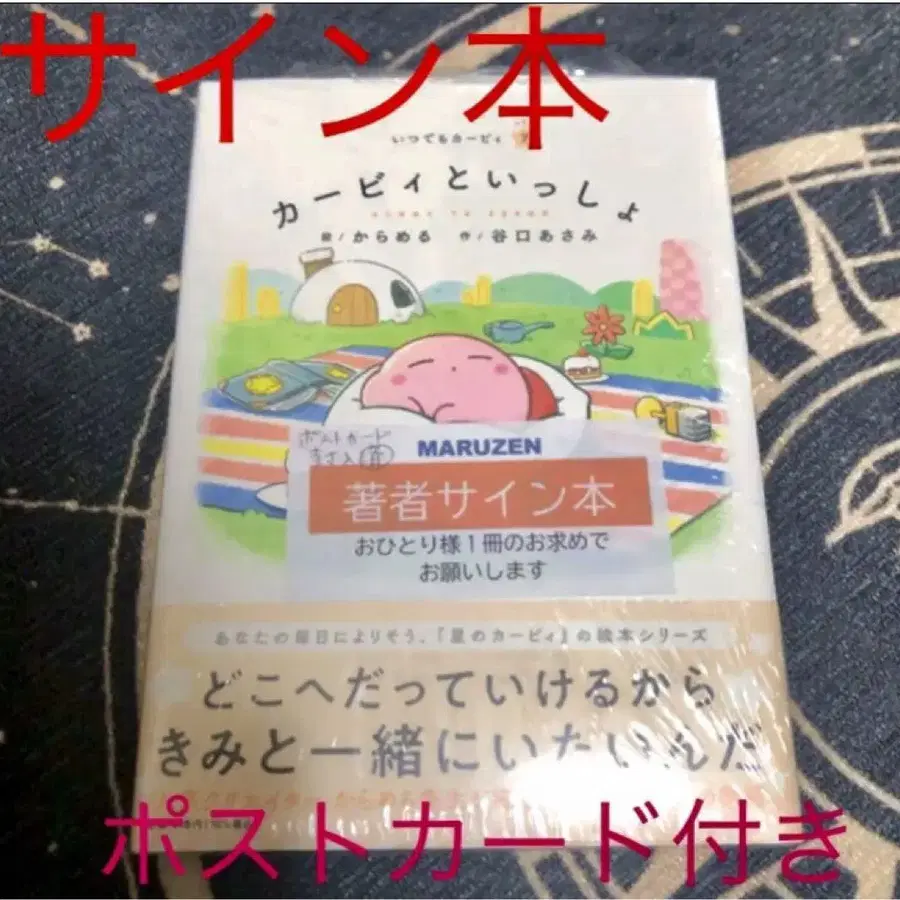 サイン本
いつでもカービィ
カービィといっしょ
絵/からめる 作/谷口あさみ
ポストカード
MARUZEN
著者サイン本
おひとり様1冊のお求めで
お願いします
あなたの毎日によりそう、『星のカービィ』の絵本シリーズ
どこへだっていけるから
きみと一緒にいたいんだ
ポストカード付き